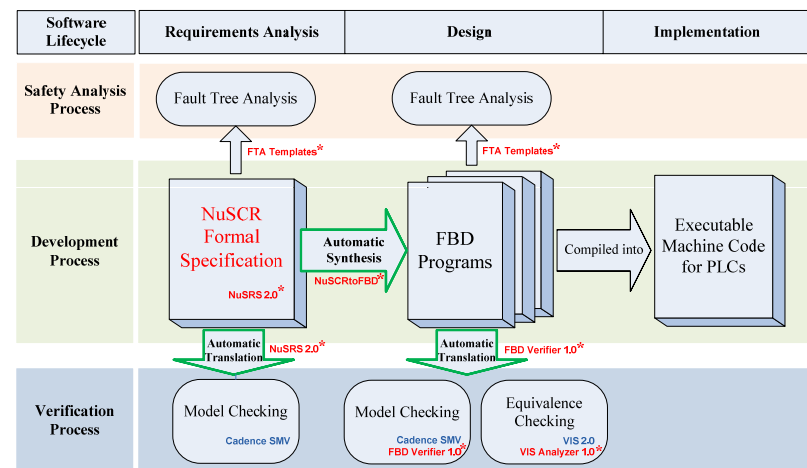 Software
Lifecycle
Requirements Analysis
Design
Implementation
Safety Analysis
Process
Fault Tree Analysis
Fault Tree Analysis
FTA Templates*
FTA Templates*
Development
Process
NuSCR
Formal
Specification
NuSRS 2.0*
Automatic
Synthesis
NuSCRtoFBD*
FBD
Programs
Compiled into
Executable
Machine Code
for PLCs
Automatic
Translation
NuSRS 2.0*
Automatic
Translation
FBD Verifier 1.0*
Verification
Process
Model Checking
Cadence SMV
Model Checking
Cadence SMV
FBD Verifier 1.0*
Equivalence
Checking
VIS 2.0
VIS Analyzer 1.0*